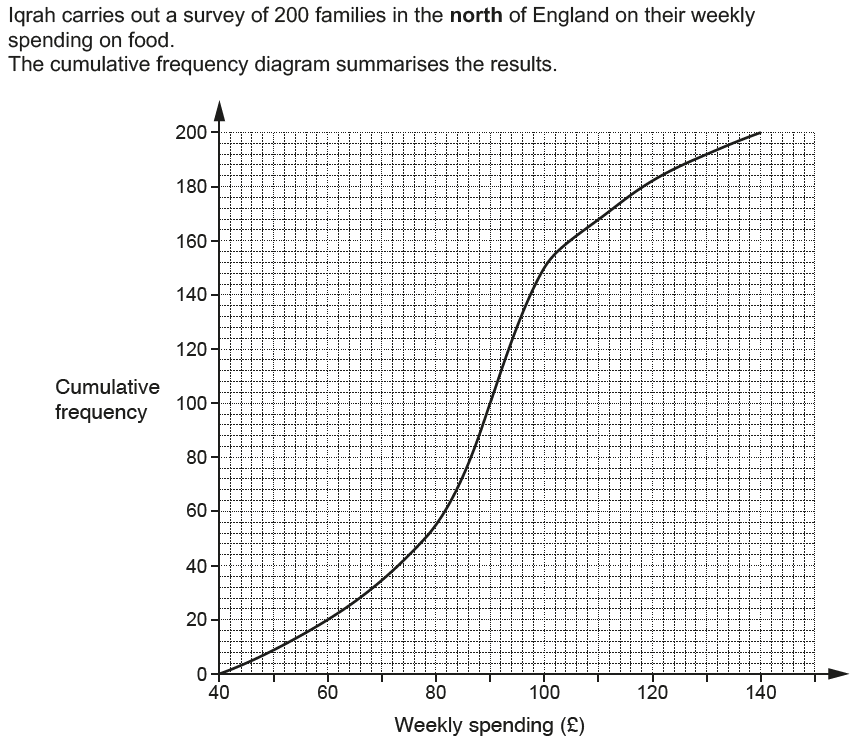 Iqrah carries out a survey of 200 families in the north of England on their weekly
spending on food.
The cumulative frequency diagram summarises the results.
200
180
160
140
120
Cumulative
frequency
100
80
60
40
20
0
40 60 80 100 120 140
Weekly spending (£)